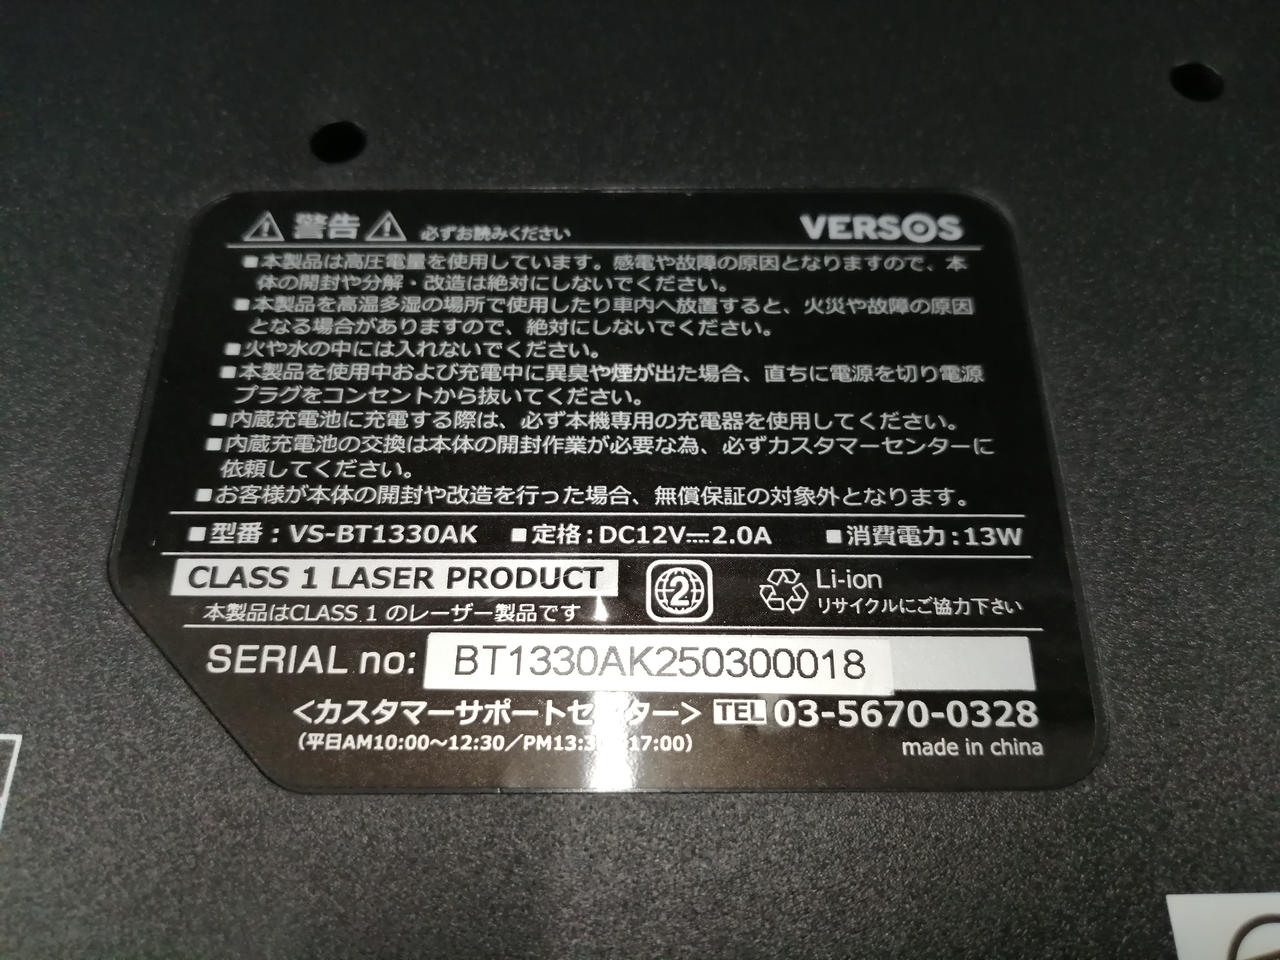 警告 必ずお読みください VERSOS
■本製品は高圧電量を使用しています。感電や故障の原因となりますので、本
体の開封や分解・改造は絶対にしないでください。
■本製品を高温多湿の場所で使用したり車内へ放置すると、火災や故障の原因
となる場合がありますので、絶対にしないでください。
■火や水の中には入れないでください。
■本製品を使用中および充電中に異臭や煙が出た場合、直ちに電源を切り電源
プラグをコンセントから抜いてください。
■内蔵充電池に充電する際は、必ず本機専用の充電器を使用してください。
■内蔵充電池の交換は本体の開封作業が必要な為、必ずカスタマーセンターに
依頼してください。
■お客様が本体の開封や改造を行った場合、無償保証の対象外となります。
■型番：VS-BT1330AK ■定格：DC12V⎓2.0A ■消費電力：13W
CLASS 1 LASER PRODUCT 2 Li-ion
本製品はCLASS 1 のレーザー製品です リサイクルにご協力下さい
SERIAL no: BT1330AK250300018
＜カスタマーサポートセンター＞ TEL 03-5670-0328
（平日AM10:00～12:30／PM13:3 17:00） made in china